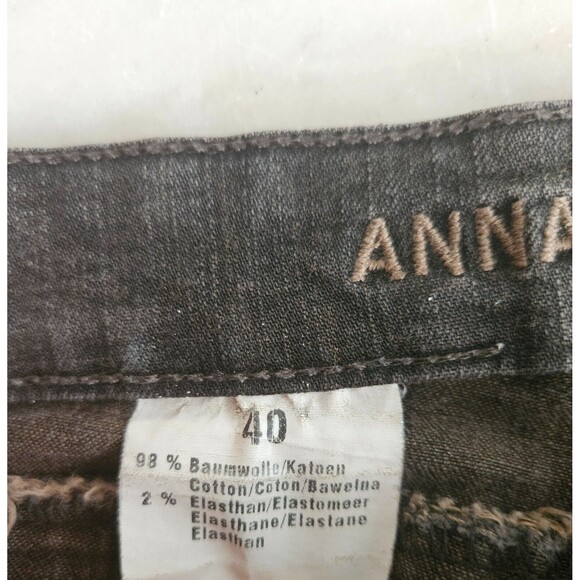 ANNA
40
98 % Baumwolle/Katoen
Cotton/Coton/Bawelna
2 % Elasthan/Elastomeer
Elasthane/Elastane
Elasthan